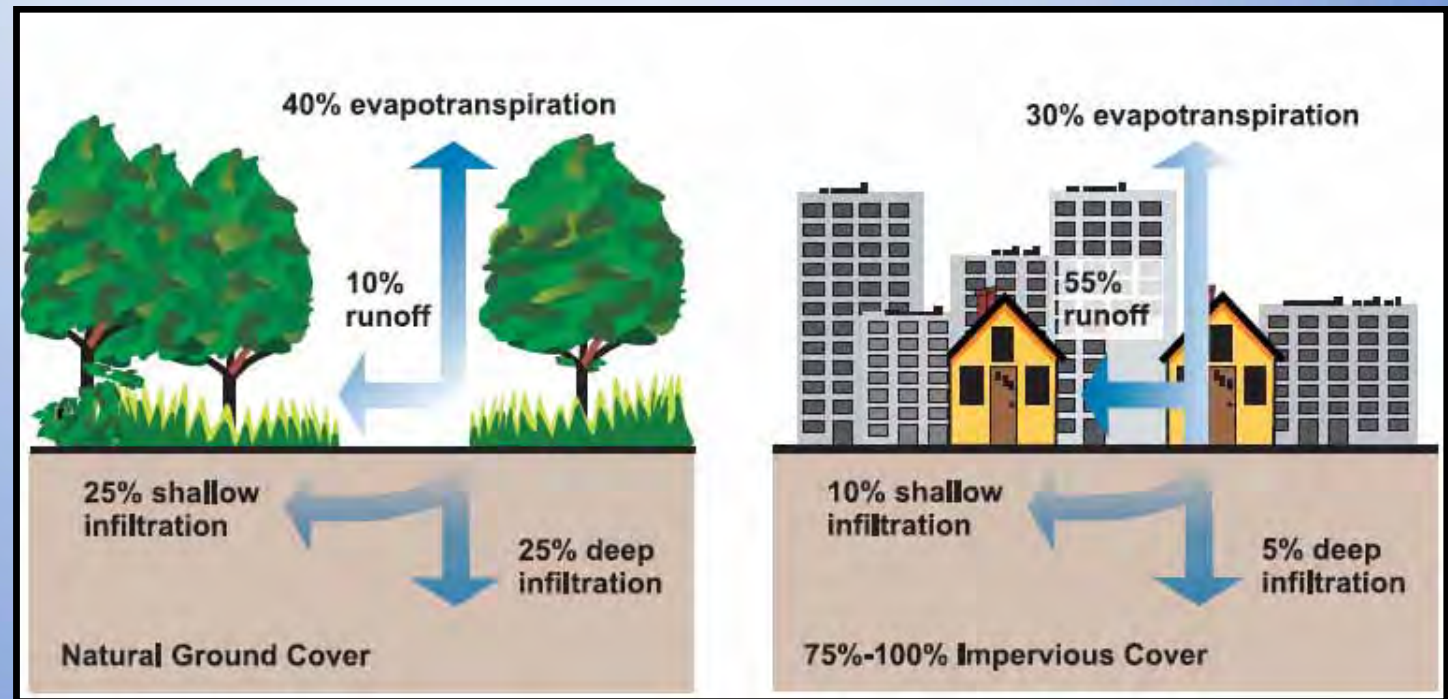 40% evapotranspiration
10%
runoff
25% shallow
infiltration
25% deep
infiltration
Natural Ground Cover
30% evapotranspiration
55%
runoff
10% shallow
infiltration
5% deep
infiltration
75%-100% Impervious Cover